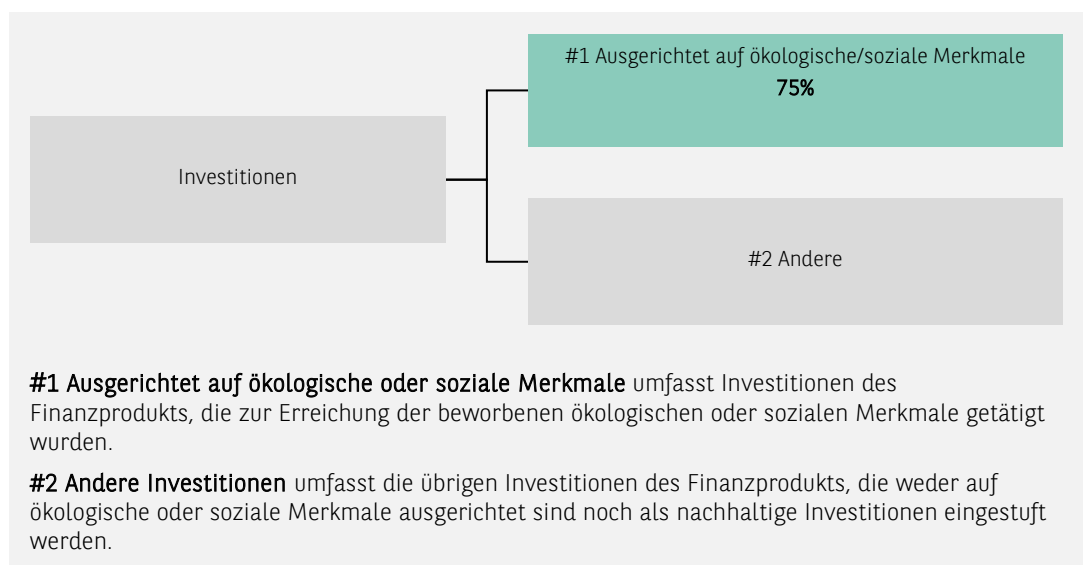 #1 Ausgerichtet auf ökologische/soziale Merkmale
75%
Investitionen
#2 Andere
#1 Ausgerichtet auf ökologische oder soziale Merkmale umfasst Investitionen des
Finanzprodukts, die zur Erreichung der beworbenen ökologischen oder sozialen Merkmale getätigt
wurden.
#2 Andere Investitionen umfasst die übrigen Investitionen des Finanzprodukts, die weder auf
ökologische oder soziale Merkmale ausgerichtet sind noch als nachhaltige Investitionen eingestuft
werden.